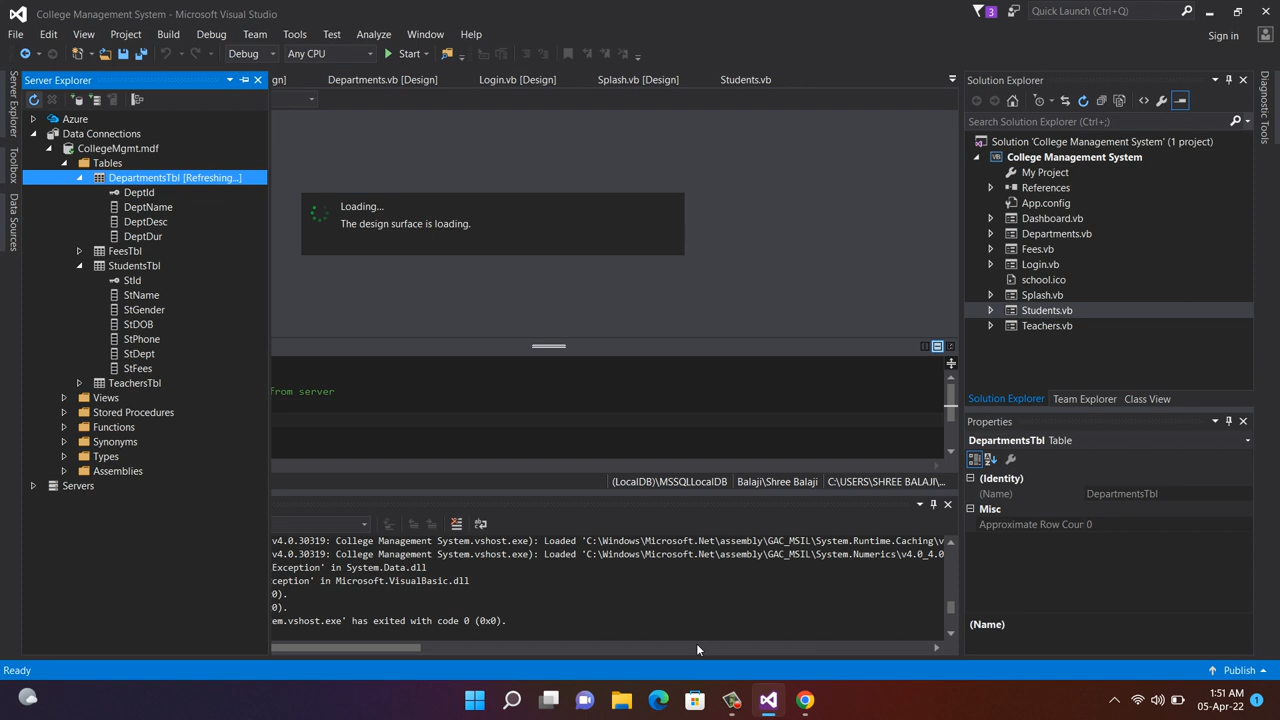 College Management System - Microsoft Visual Studio
3
Quick Launch (Ctrl+;)
File Edit View Project Build Debug Team Tools Test Analyze Window Help
Sign in
Debug
Any CPU
Start
Server Explorer
gn]
Departments.vb [Design]
Login.vb [Design]
Splash.vb [Design]
Students.vb
Server Explorer
Toolbox
Data Sources
Azure
Data Connections
CollegeMgmt.mdf
Tables
DepartmentsTbl [Refreshing...]
DeptId
DeptName
DeptDesc
DeptDur
FeesTbl
StudentsTbl
StId
StName
StGender
StDOB
StPhone
StDept
StFees
TeachersTbl
Views
Stored Procedures
Functions
Synonyms
Types
Assemblies
Servers
Loading...
The design surface is loading.
from server
(LocalDB)\MSSQLLocalDB
Balaji\Shree Balaji
C:\USERS\SHREE BALAJI\...
v4.0.30319: College Management System.vshost.exe): Loaded 'C:\Windows\Microsoft.Net\assembly\GAC_MSIL\System.Runtime.Caching\v
v4.0.30319: College Management System.vshost.exe): Loaded 'C:\Windows\Microsoft.Net\assembly\GAC_MSIL\System.Numerics\v4.0_4.0
Exception' in System.Data.dll
ception' in Microsoft.VisualBasic.dll
0).
0).
em.vshost.exe' has exited with code 0 (0x0).
Solution Explorer
Search Solution Explorer (Ctrl+;)
Solution 'College Management System' (1 project)
VB College Management System
My Project
References
App.config
Dashboard.vb
Departments.vb
Fees.vb
Login.vb
school.ico
Splash.vb
Students.vb
Teachers.vb
Solution Explorer
Team Explorer
Class View
Properties
DepartmentsTbl Table
(Identity)
(Name)
DepartmentsTbl
Misc
Approximate Row Cour 0
(Name)
Diagnostic Tools
Ready
Publish
1:51 AM
05-Apr-22
1